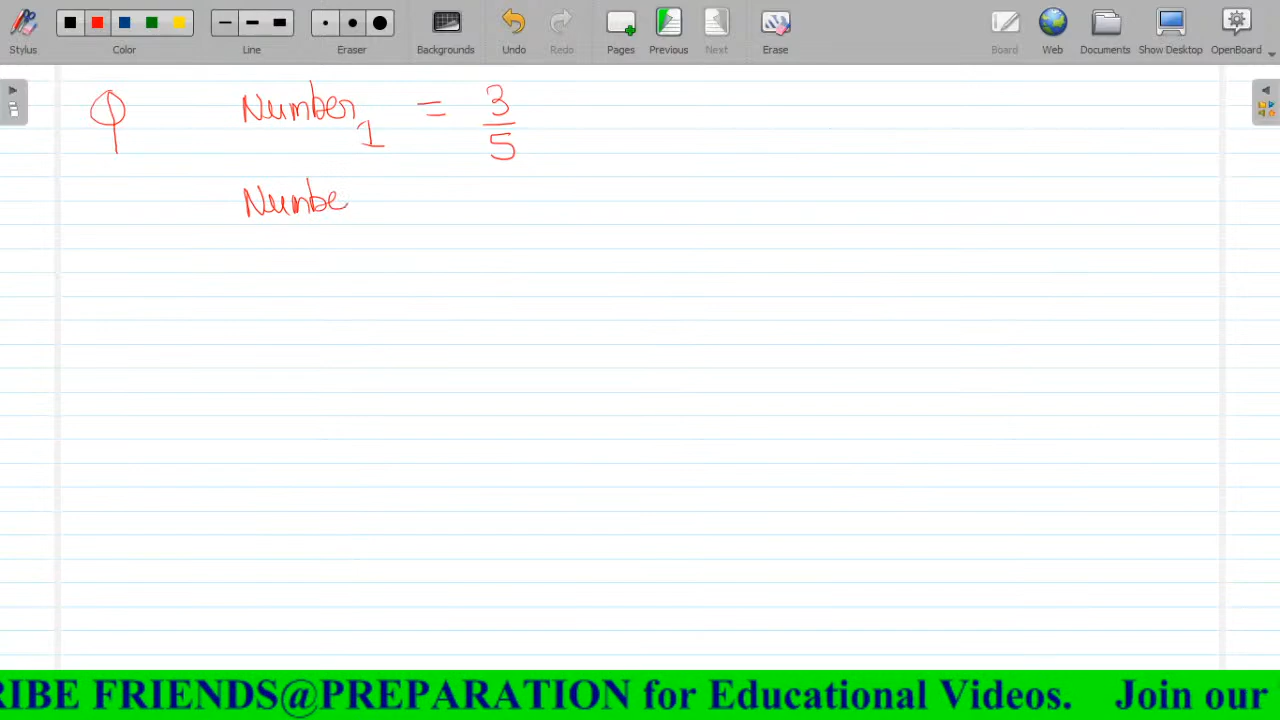 Stylus Color Line Eraser Backgrounds Undo Redo Pages Previous Next Erase Board Web Documents Show Desktop OpenBoard
Q Number₁ = 3/5
Numbe
RIBE FRIENDS@PREPARATION for Educational Videos. Join our